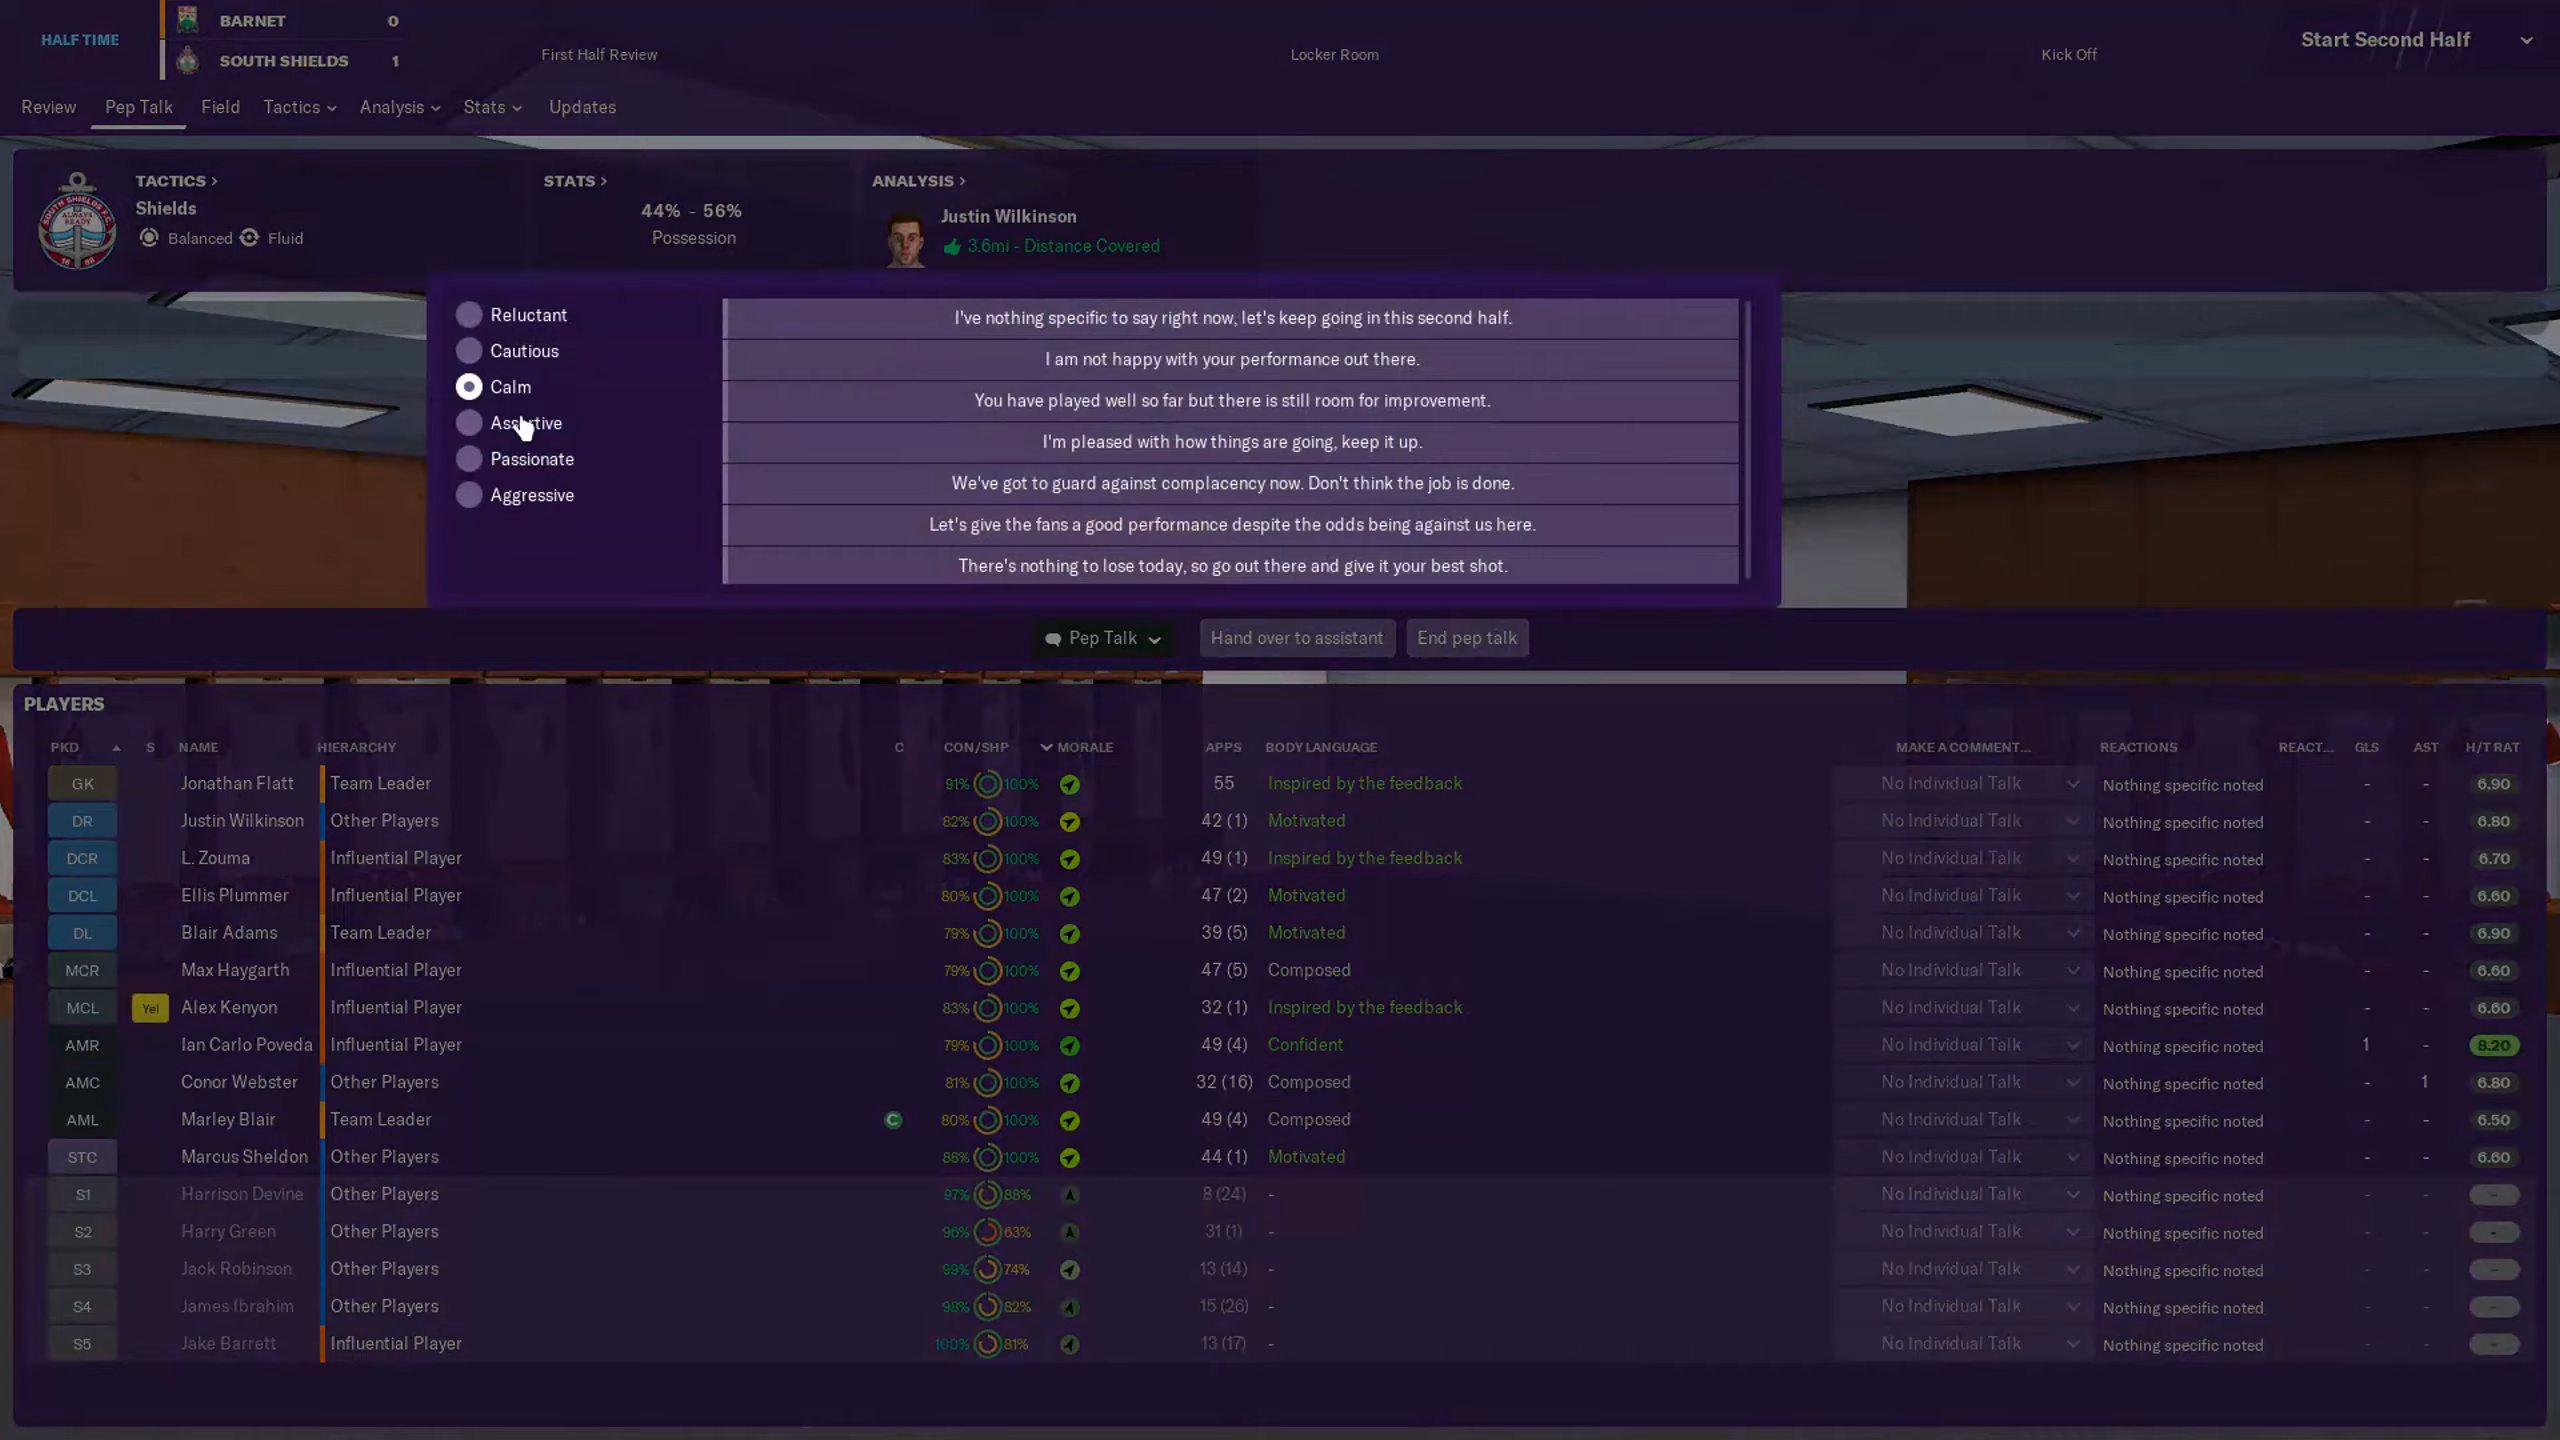 HALF TIME
BARNET 0
SOUTH SHIELDS 1
First Half Review
Locker Room
Kick Off
Start Second Half
Review Pep Talk Field Tactics Analysis Stats Updates
TACTICS >
Shields
Balanced Fluid
STATS >
44% - 56%
Possession
ANALYSIS >
Justin Wilkinson
3.6mi - Distance Covered
SOUTH SHIELDS F.C.
ALWAYS READY
Reluctant
Cautious
Calm
Assertive
Passionate
Aggressive
I've nothing specific to say right now, let's keep going in this second half.
I am not happy with your performance out there.
You have played well so far but there is still room for improvement.
I'm pleased with how things are going, keep it up.
We've got to guard against complacency now. Don't think the job is done.
Let's give the fans a good performance despite the odds being against us here.
There's nothing to lose today, so go out there and give it your best shot.
Pep Talk Hand over to assistant End pep talk
PLAYERS
PKD S NAME HIERARCHY C CON/SHP MORALE APPS BODY LANGUAGE MAKE A COMMENT... REACTIONS REACT... GLS AST H/T RAT
GK Jonathan Flatt Team Leader 91% 100% 55 Inspired by the feedback No Individual Talk Nothing specific noted - - 6.90
DR Justin Wilkinson Other Players 82% 100% 42 (1) Motivated No Individual Talk Nothing specific noted - - 6.80
DCR L. Zouma Influential Player 83% 100% 49 (1) Inspired by the feedback No Individual Talk Nothing specific noted - - 6.70
DCL Ellis Plummer Influential Player 80% 100% 47 (2) Motivated No Individual Talk Nothing specific noted - - 6.60
DL Blair Adams Team Leader 79% 100% 39 (5) Motivated No Individual Talk Nothing specific noted - - 6.90
MCR Max Haygarth Influential Player 79% 100% 47 (5) Composed No Individual Talk Nothing specific noted - - 6.60
MCL Yel Alex Kenyon Influential Player 83% 100% 32 (1) Inspired by the feedback No Individual Talk Nothing specific noted - - 6.60
AMR Ian Carlo Poveda Influential Player 79% 100% 49 (4) Confident No Individual Talk Nothing specific noted 1 - 8.20
AMC Conor Webster Other Players 81% 100% 32 (16) Composed No Individual Talk Nothing specific noted - 1 6.80
AML Marley Blair Team Leader C 80% 100% 49 (4) Composed No Individual Talk Nothing specific noted - - 6.50
STC Marcus Sheldon Other Players 88% 100% 44 (1) Motivated No Individual Talk Nothing specific noted - - 6.60
S1 Harrison Devine Other Players 97% 88% 8 (24) - No Individual Talk Nothing specific noted - - -
S2 Harry Green Other Players 96% 63% 31 (1) - No Individual Talk Nothing specific noted - - -
S3 Jack Robinson Other Players 99% 74% 13 (14) - No Individual Talk Nothing specific noted - - -
S4 James Ibrahim Other Players 98% 82% 15 (26) - No Individual Talk Nothing specific noted - - -
S5 Jake Barrett Influential Player 100% 81% 13 (17) - No Individual Talk Nothing specific noted - - -